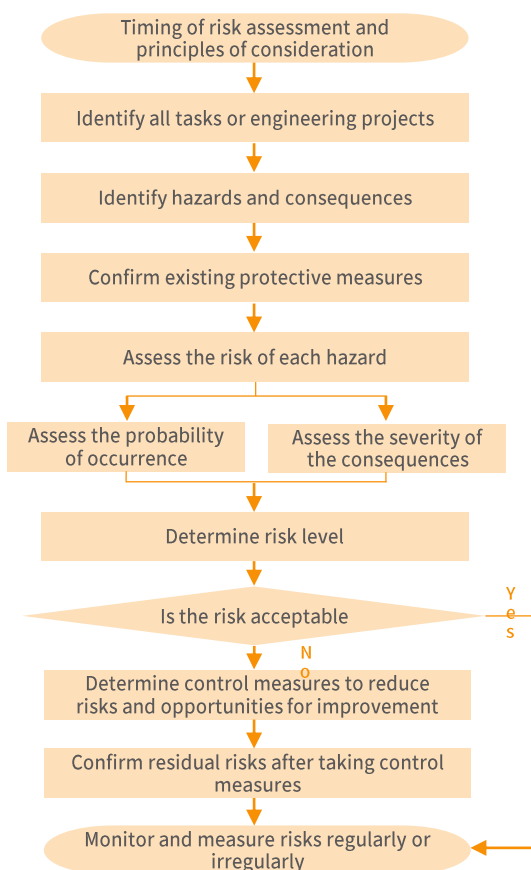 Timing of risk assessment and
principles of consideration
Identify all tasks or engineering projects
Identify hazards and consequences
Confirm existing protective measures
Assess the risk of each hazard
Assess the probability
of occurrence
Assess the severity of
the consequences
Determine risk level
Is the risk acceptable
Yes
No
Determine control measures to reduce
risks and opportunities for improvement
Confirm residual risks after taking control
measures
Monitor and measure risks regularly or
irregularly